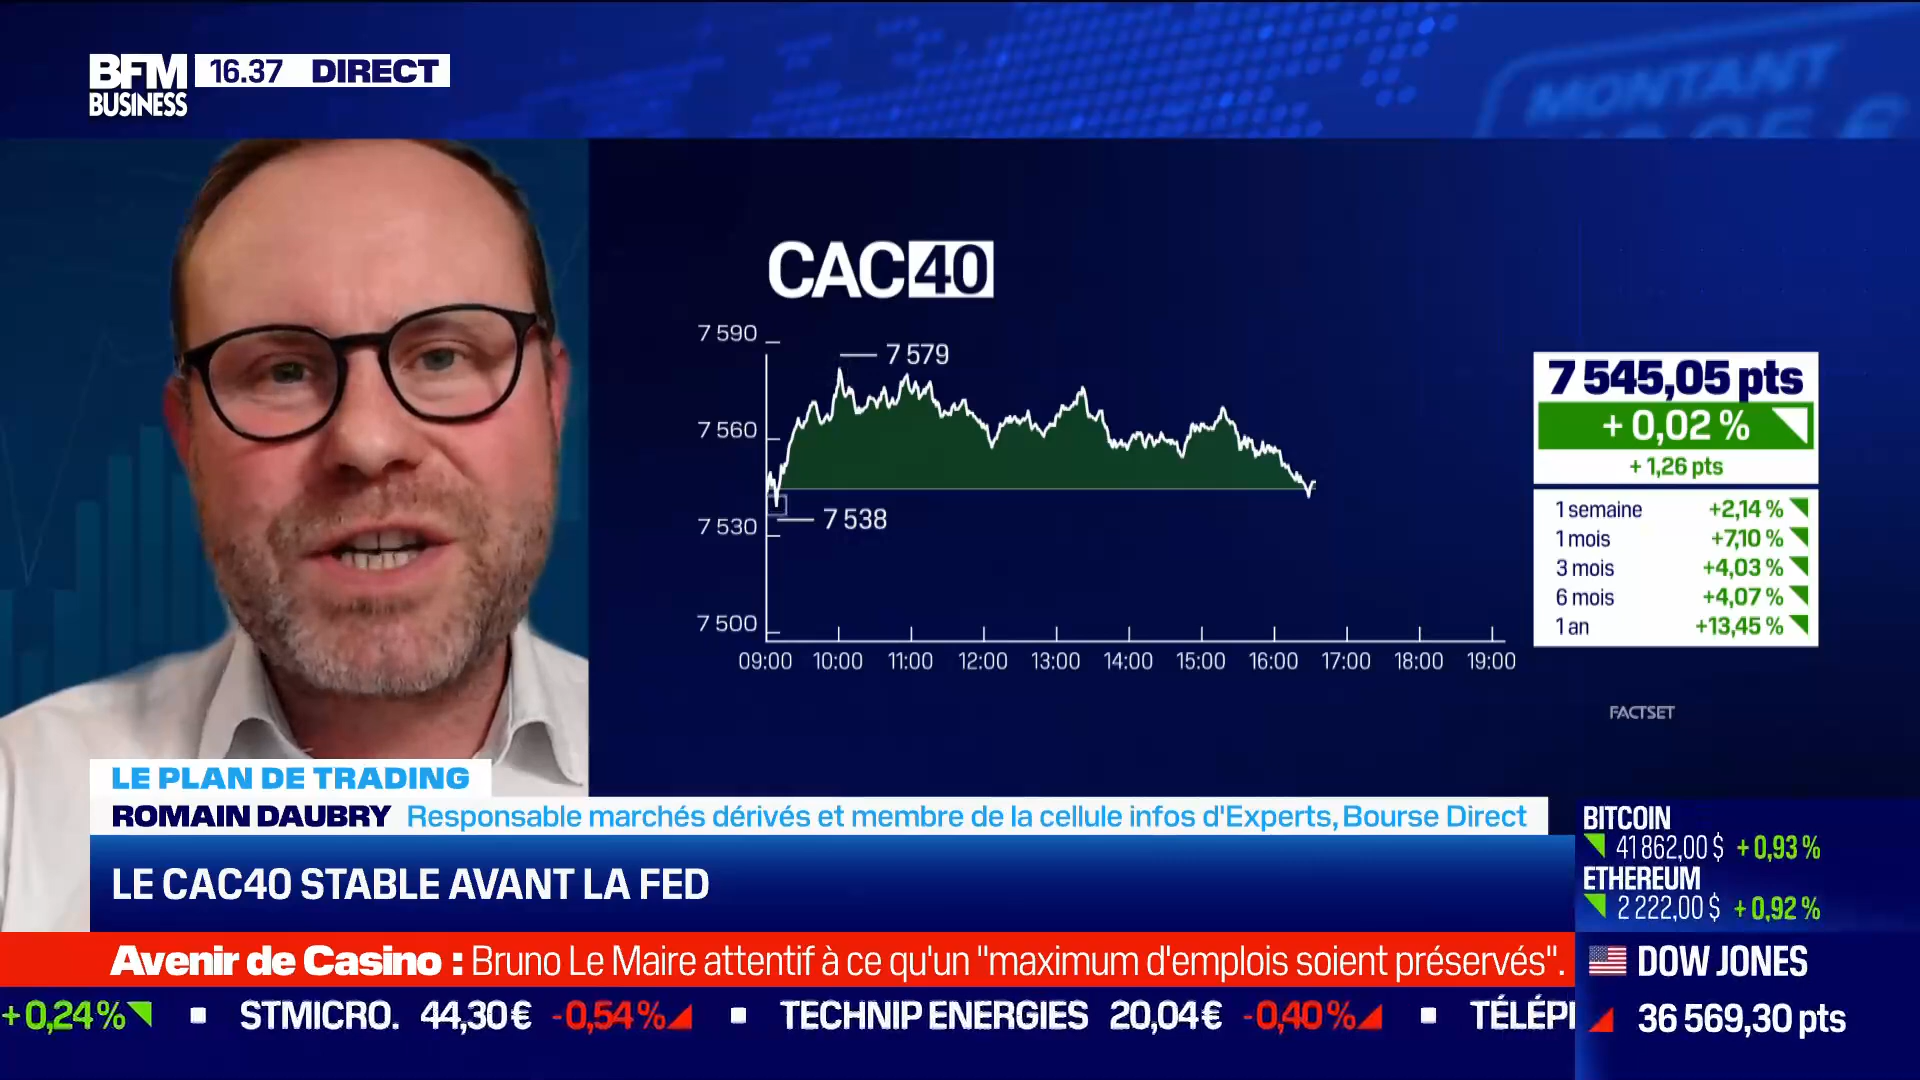 BFM
BUSINESS
16.37 DIRECT
MONTANT
CAC40
7 590
7 560
7 530
7 500
7 579
7 538
09:00 10:00 11:00 12:00 13:00 14:00 15:00 16:00 17:00 18:00 19:00
7 545,05 pts
+ 0,02 %
+ 1,26 pts
1 semaine +2,14 %
1 mois +7,10 %
3 mois +4,03 %
6 mois +4,07 %
1 an +13,45 %
FACTSET
LE PLAN DE TRADING
ROMAIN DAUBRY Responsable marchés dérivés et membre de la cellule infos d'Experts, Bourse Direct
LE CAC40 STABLE AVANT LA FED
BITCOIN
41 862,00 $ + 0,93 %
ETHEREUM
2 222,00 $ + 0,92 %
Avenir de Casino : Bruno Le Maire attentif à ce qu'un "maximum d'emplois soient préservés".
DOW JONES
36 569,30 pts
+0,24% STMICRO. 44,30€ -0,54% TECHNIP ENERGIES 20,04€ -0,40% TÉLÉP